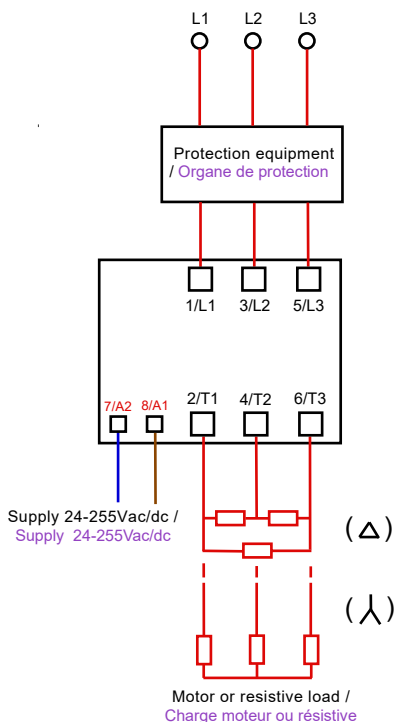 L1 L2 L3
Protection equipment
/ Organe de protection
1/L1 3/L2 5/L3
7/A2 8/A1 2/T1 4/T2 6/T3
Supply 24-255Vac/dc /
Supply 24-255Vac/dc
(△)
(⅄)
Motor or resistive load /
Charge moteur ou résistive